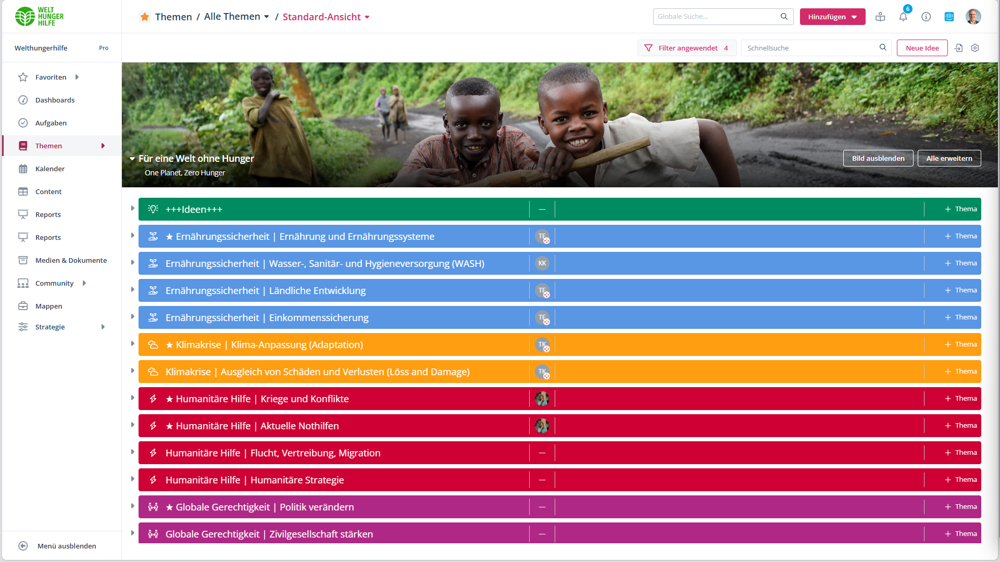 WELT
HUNGER
HILFE
Themen / Alle Themen / Standard-Ansicht
Globale Suche...
Hinzufügen
6
Welthungerhilfe Pro
Filter angewendet 4
Schnellsuche
Neue Idee
Favoriten
Dashboards
Aufgaben
Themen
Kalender
Content
Reports
Reports
Medien & Dokumente
Community
Mappen
Strategie
Menü ausblenden
Für eine Welt ohne Hunger
One Planet, Zero Hunger
Bild ausblenden
Alle erweitern
+++Ideen+++ — + Thema
★ Ernährungssicherheit | Ernährung und Ernährungssysteme TE + Thema
Ernährungssicherheit | Wasser-, Sanitär- und Hygieneversorgung (WASH) KK + Thema
Ernährungssicherheit | Ländliche Entwicklung TE + Thema
Ernährungssicherheit | Einkommenssicherung TE + Thema
★ Klimakrise | Klima-Anpassung (Adaptation) TK + Thema
Klimakrise | Ausgleich von Schäden und Verlusten (Löss and Damage) TK + Thema
★ Humanitäre Hilfe | Kriege und Konflikte + Thema
★ Humanitäre Hilfe | Aktuelle Nothilfen + Thema
Humanitäre Hilfe | Flucht, Vertreibung, Migration — + Thema
Humanitäre Hilfe | Humanitäre Strategie — + Thema
★ Globale Gerechtigkeit | Politik verändern — + Thema
Globale Gerechtigkeit | Zivilgesellschaft stärken — + Thema